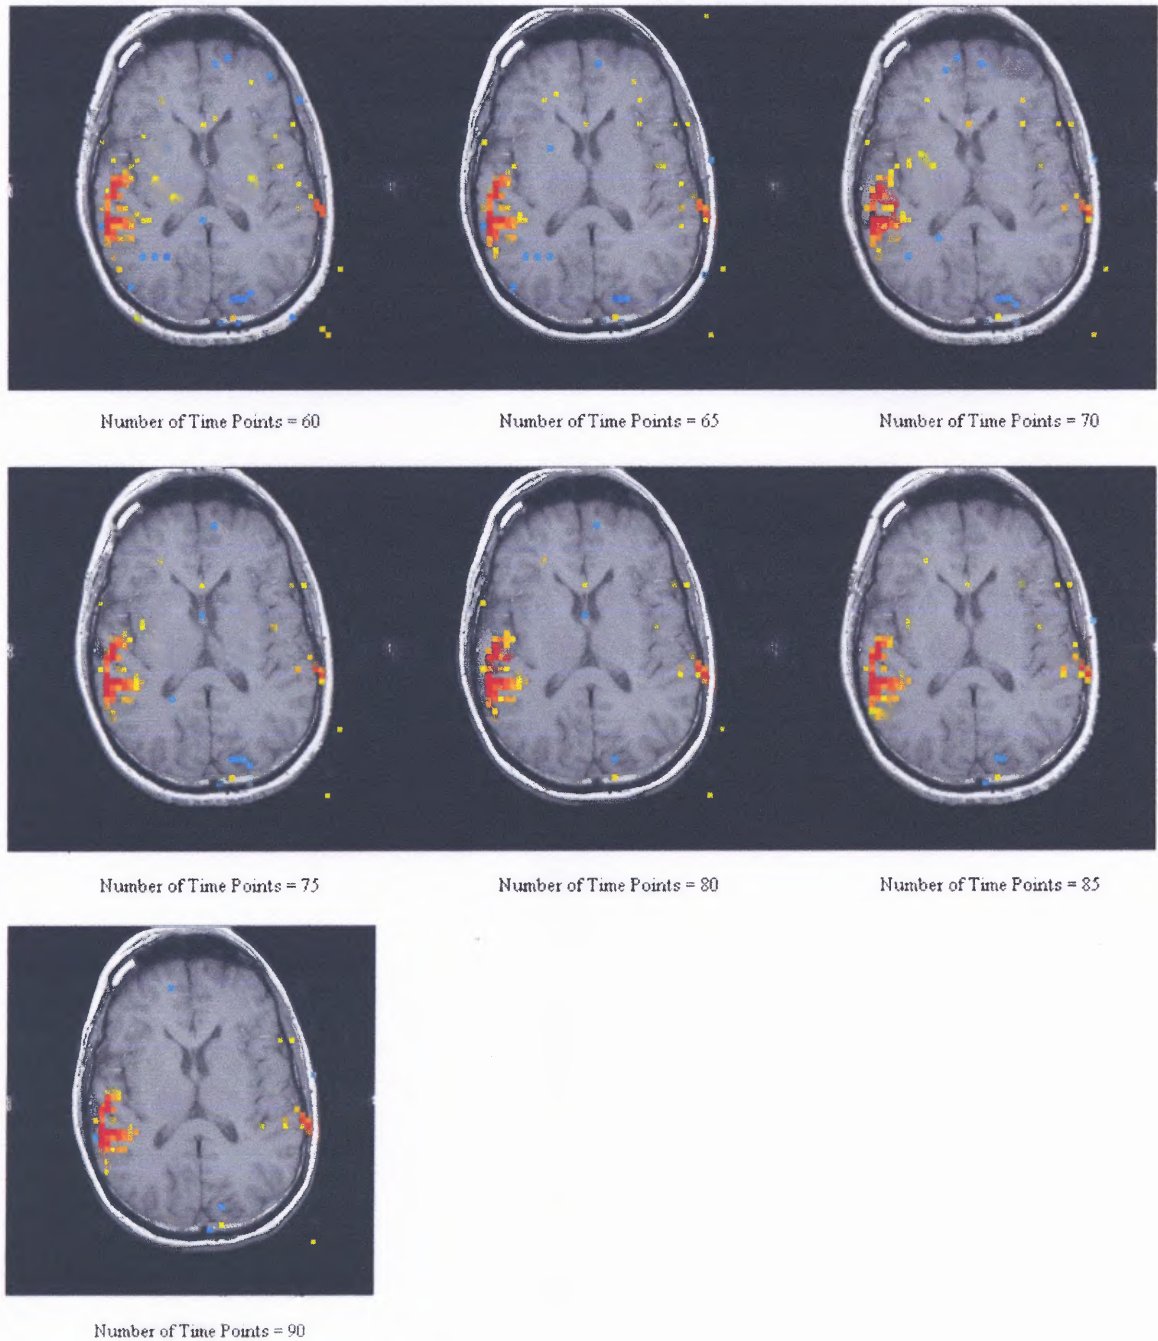 Number of Time Points = 60
Number of Time Points = 65
Number of Time Points = 70
Number of Time Points = 75
Number of Time Points = 80
Number of Time Points = 85
Number of Time Points = 90